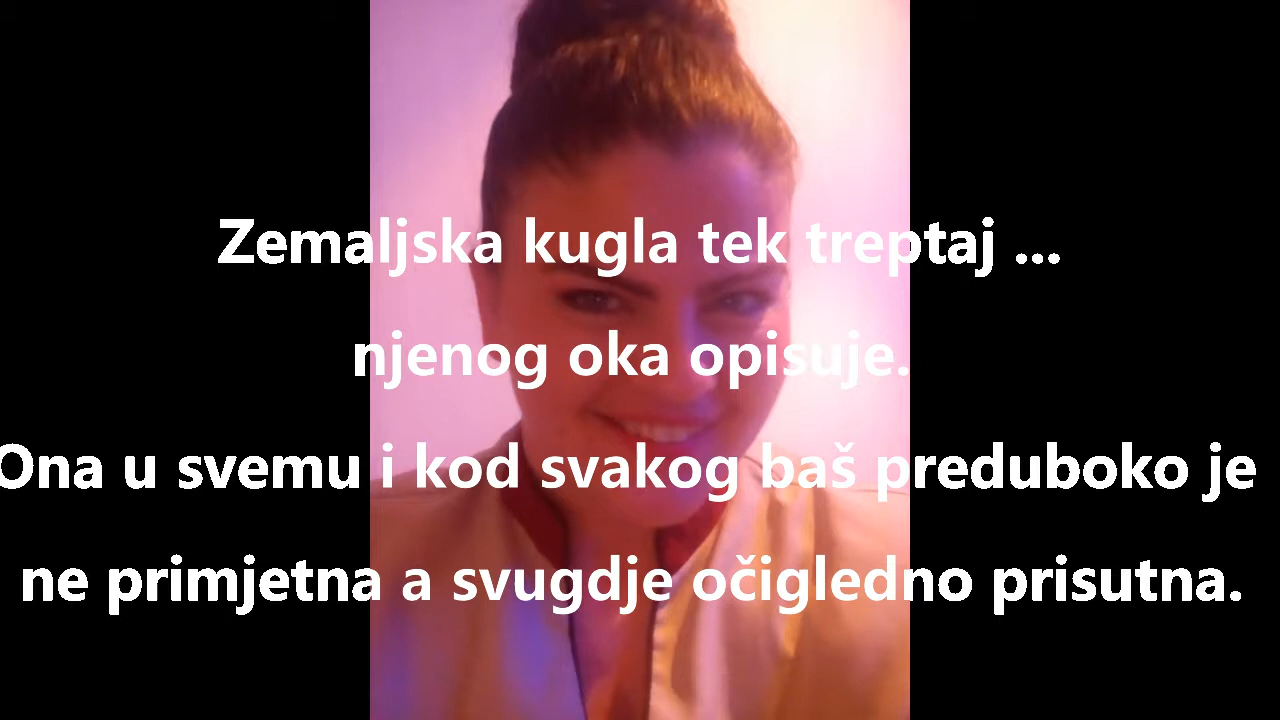 Zemaljska kugla tek treptaj ...
njenog oka opisuje.
Ona u svemu i kod svakog baš preduboko je
ne primjetna a svugdje očigledno prisutna.